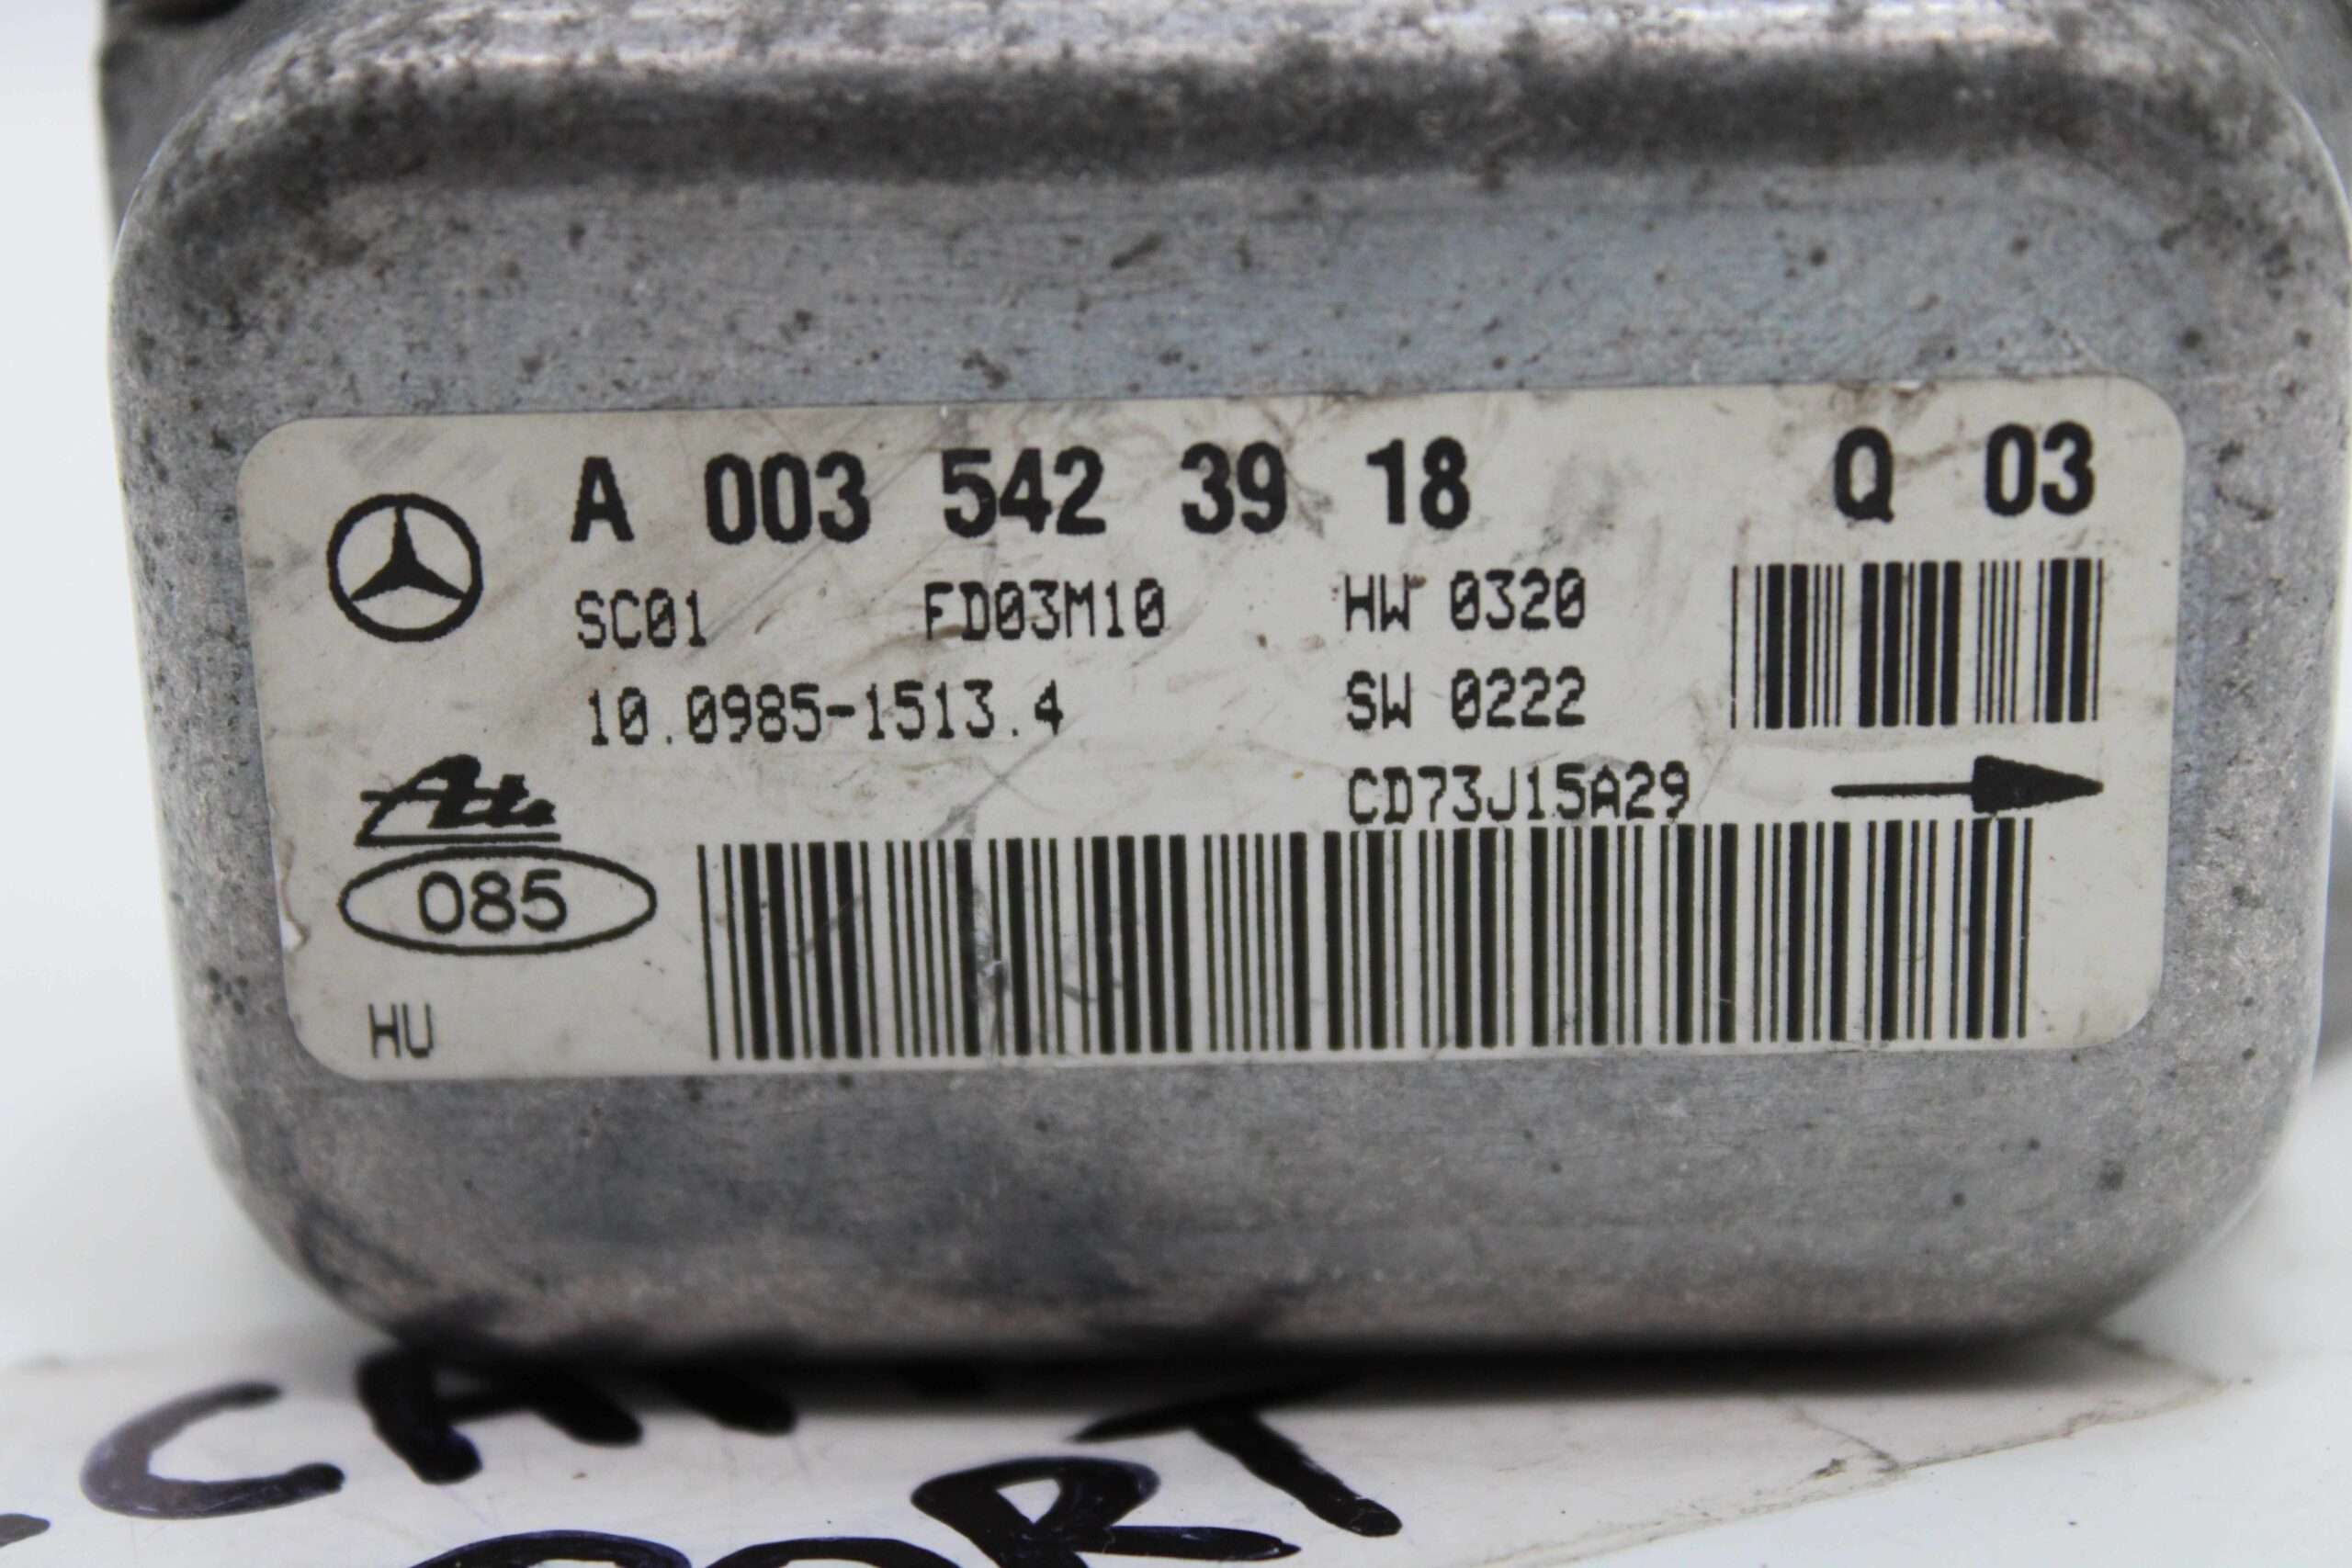 A 003 542 39 18 Q 03
SC01 FD03M10 HW 0320
10.0985-1513.4 SW 0222
CD73J15A29
Ate
085
HU